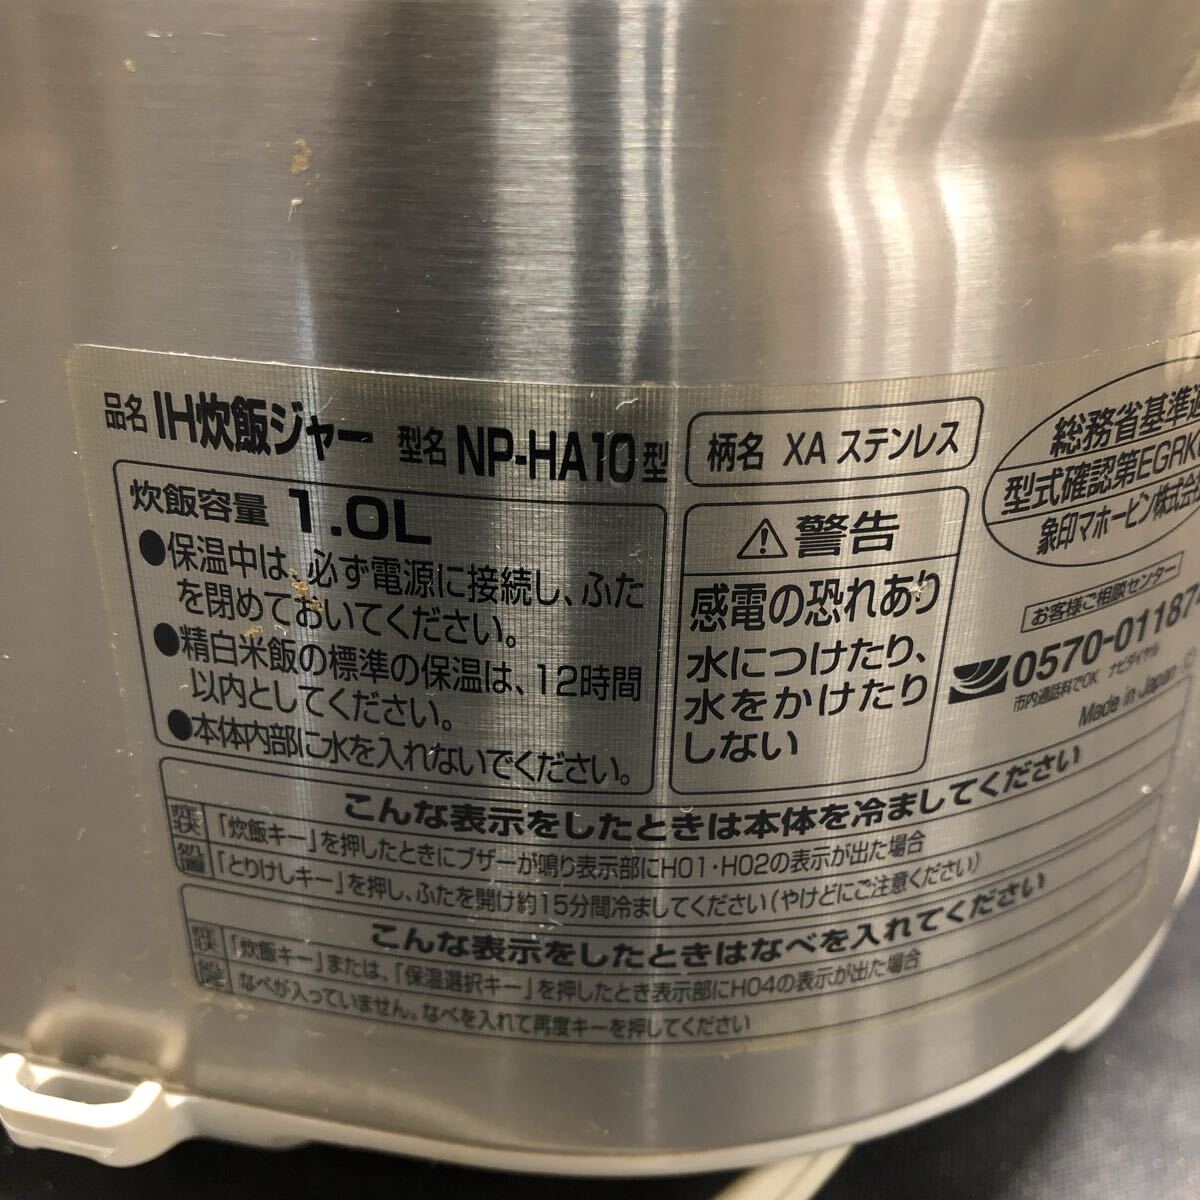 品名 IH炊飯ジャー 型名 NP-HA10型
柄名 XA ステンレス
炊飯容量 1.0L
●保温中は、必ず電源に接続し、ふた
を閉めておいてください。
●精白米飯の標準の保温は、12時間
以内としてください。
●本体内部に水を入れないでください。
⚠警告
感電の恐れあり
水につけたり、
水をかけたり
しない
総務省基準適
型式確認第EGRK
象印マホービン株式会
お客様ご相談センター
0570-01187
市内通話料でOK ナビダイヤル
Made in Japan
こんな表示をしたときは本体を冷ましてください
症状 「炊飯キー」を押したときにブザーが鳴り表示部にH01・H02の表示が出た場合
処置 「とりけしキー」を押し、ふたを開け約15分間冷ましてください(やけどにご注意ください)
こんな表示をしたときはなべを入れてください
症状 「炊飯キー」または、「保温選択キー」を押したとき表示部にH04の表示が出た場合
処置 なべが入っていません。なべを入れて再度キーを押してください